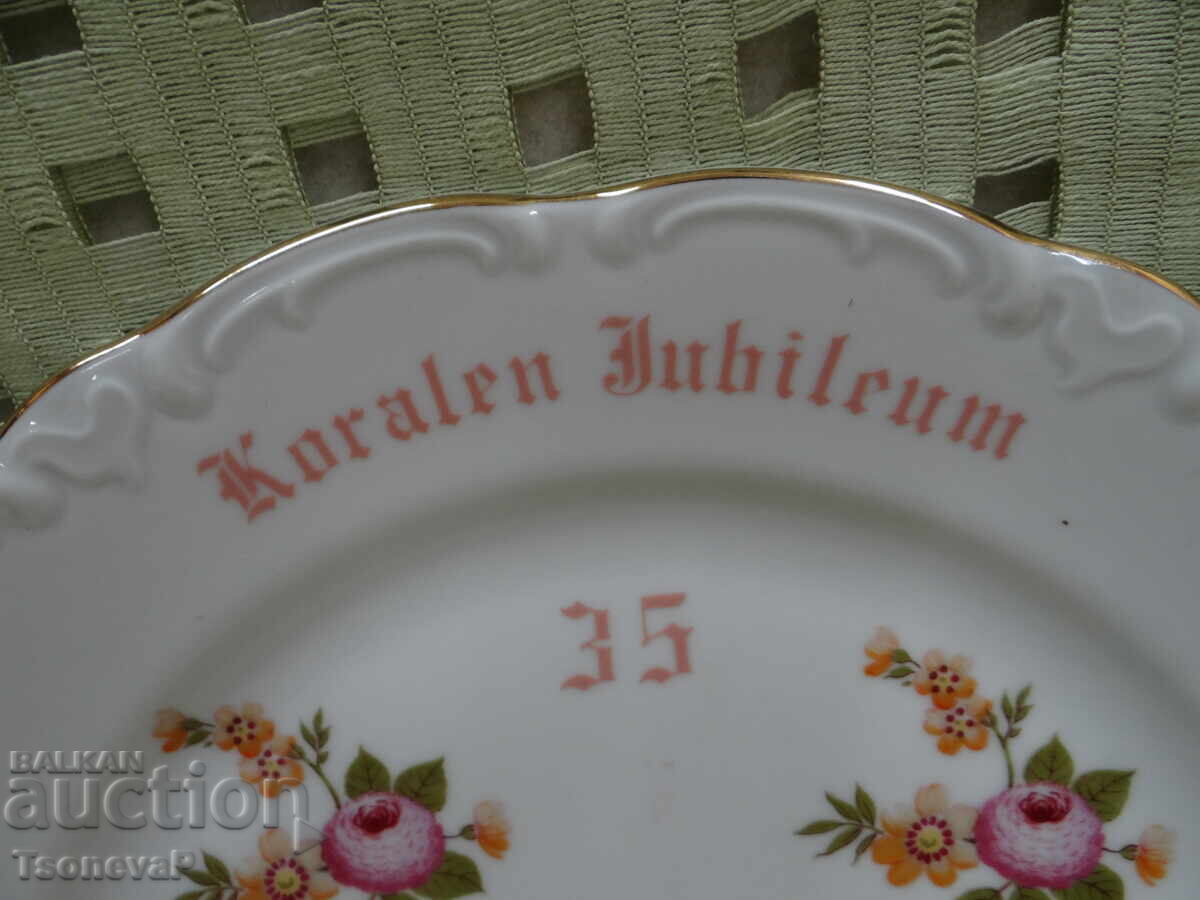 Koralen Jubileum
35
BALKAN
auction
TsonevaP